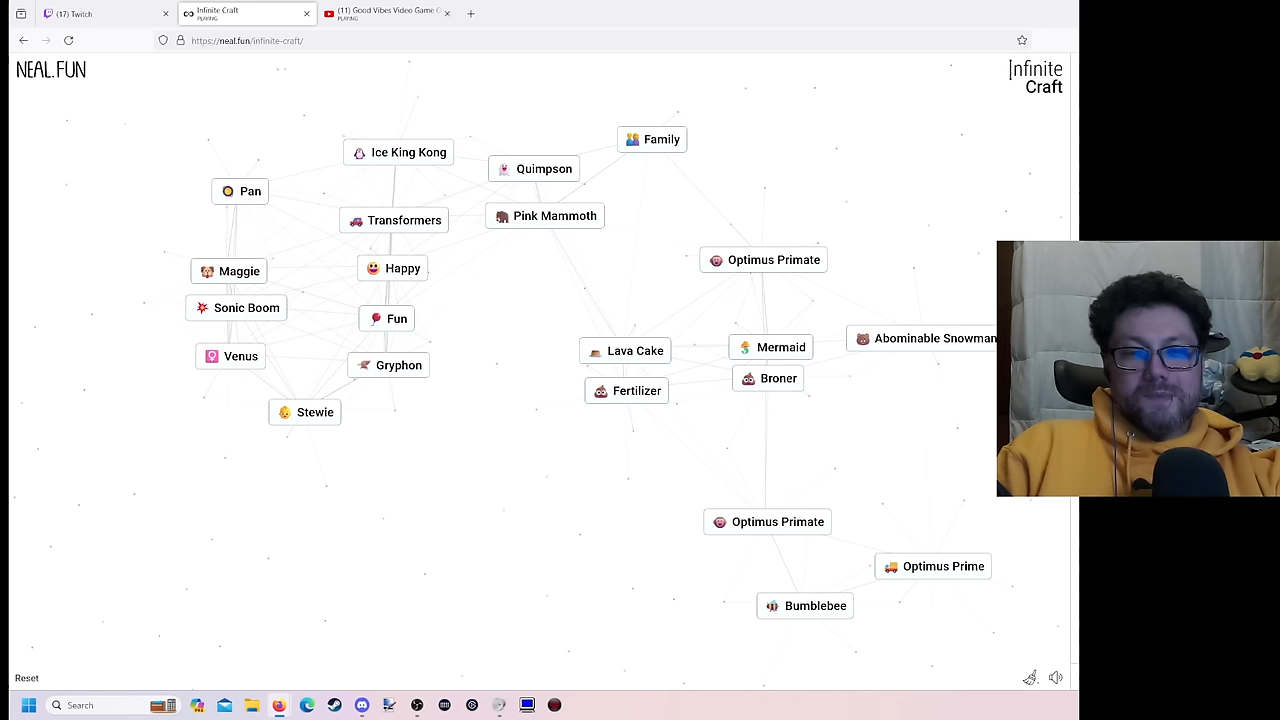 (17) Twitch
Infinite Craft
PLAYING
(11) Good Vibes Video Game C
PLAYING
https://neal.fun/infinite-craft/
NEAL.FUN
Infinite
Craft
Family
Ice King Kong
Quimpson
Pan
Pink Mammoth
Transformers
Optimus Primate
Maggie
Happy
Sonic Boom
Fun
Abominable Snowman
Lava Cake
Mermaid
Venus
Gryphon
Broner
Fertilizer
Stewie
Optimus Primate
Optimus Prime
Bumblebee
Reset
Search